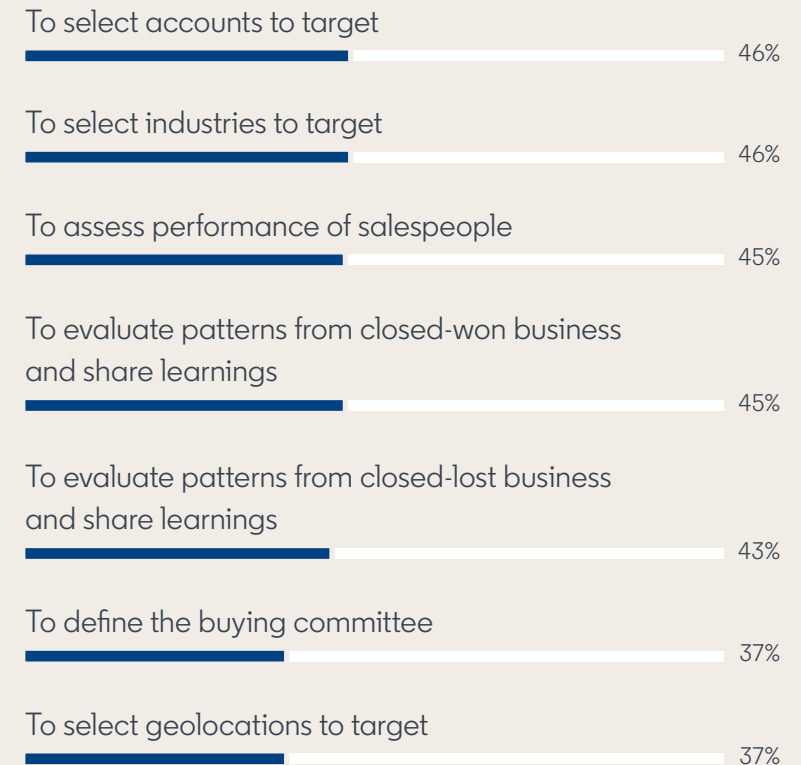 To select accounts to target
46%
To select industries to target
46%
To assess performance of salespeople
45%
To evaluate patterns from closed-won business
and share learnings
45%
To evaluate patterns from closed-lost business
and share learnings
43%
To define the buying committee
37%
To select geolocations to target
37%